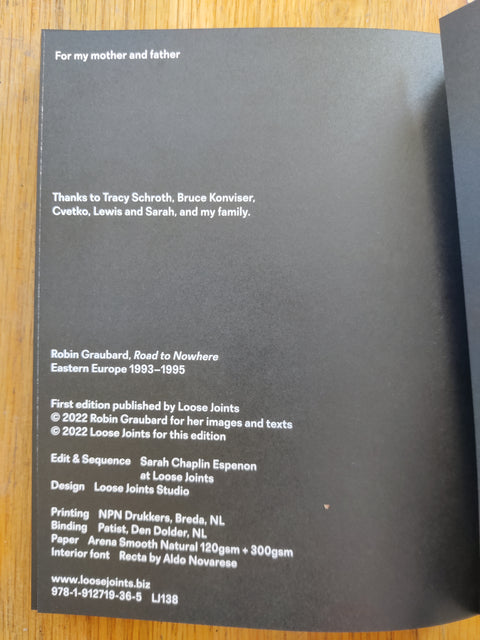 For my mother and father
Thanks to Tracy Schroth, Bruce Konviser,
Cvetko, Lewis and Sarah, and my family.
Robin Graubard, Road to Nowhere
Eastern Europe 1993–1995
First edition published by Loose Joints
© 2022 Robin Graubard for her images and texts
© 2022 Loose Joints for this edition
Edit & Sequence Sarah Chaplin Espenon
at Loose Joints
Design Loose Joints Studio
Printing NPN Drukkers, Breda, NL
Binding Patist, Den Dolder, NL
Paper Arena Smooth Natural 120gsm + 300gsm
Interior font Recta by Aldo Novarese
www.loosejoints.biz
978-1-912719-36-5 LJ138